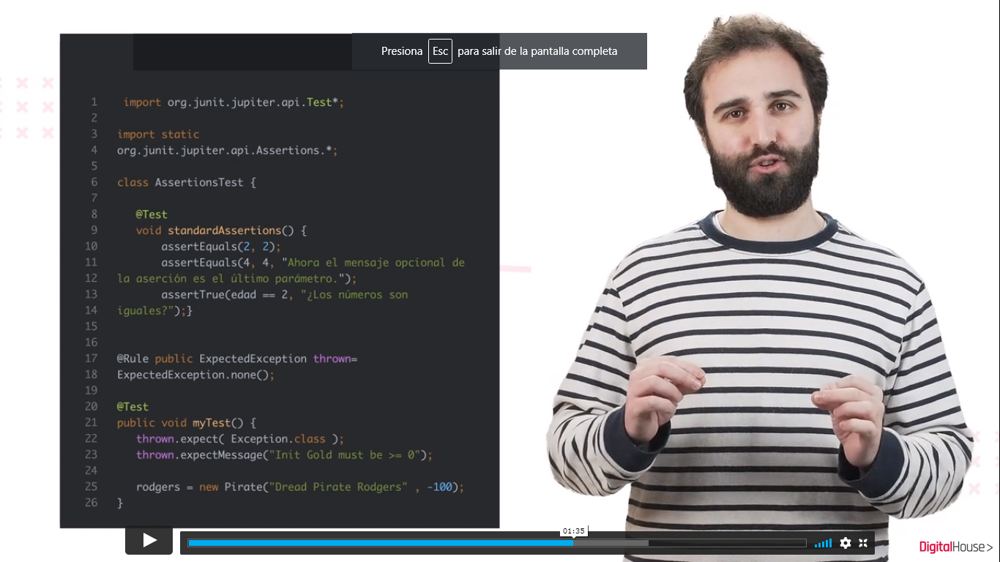 Presiona Esc para salir de la pantalla completa
1 import org.junit.jupiter.api.Test*;
2
3 import static
4 org.junit.jupiter.api.Assertions.*;
5
6 class AssertionsTest {
7
8 @Test
9 void standardAssertions() {
10 assertEquals(2, 2);
11 assertEquals(4, 4, "Ahora el mensaje opcional de
12 la aserción es el último parámetro.");
13 assertTrue(edad == 2, "¿Los números son
14 iguales?");}
15
16
17 @Rule public ExpectedException thrown=
18 ExpectedException.none();
19
20 @Test
21 public void myTest() {
22 thrown.expect( Exception.class );
23 thrown.expectMessage("Init Gold must be >= 0");
24
25 rodgers = new Pirate("Dread Pirate Rodgers" , -100);
26 }
01:35
DigitalHouse>